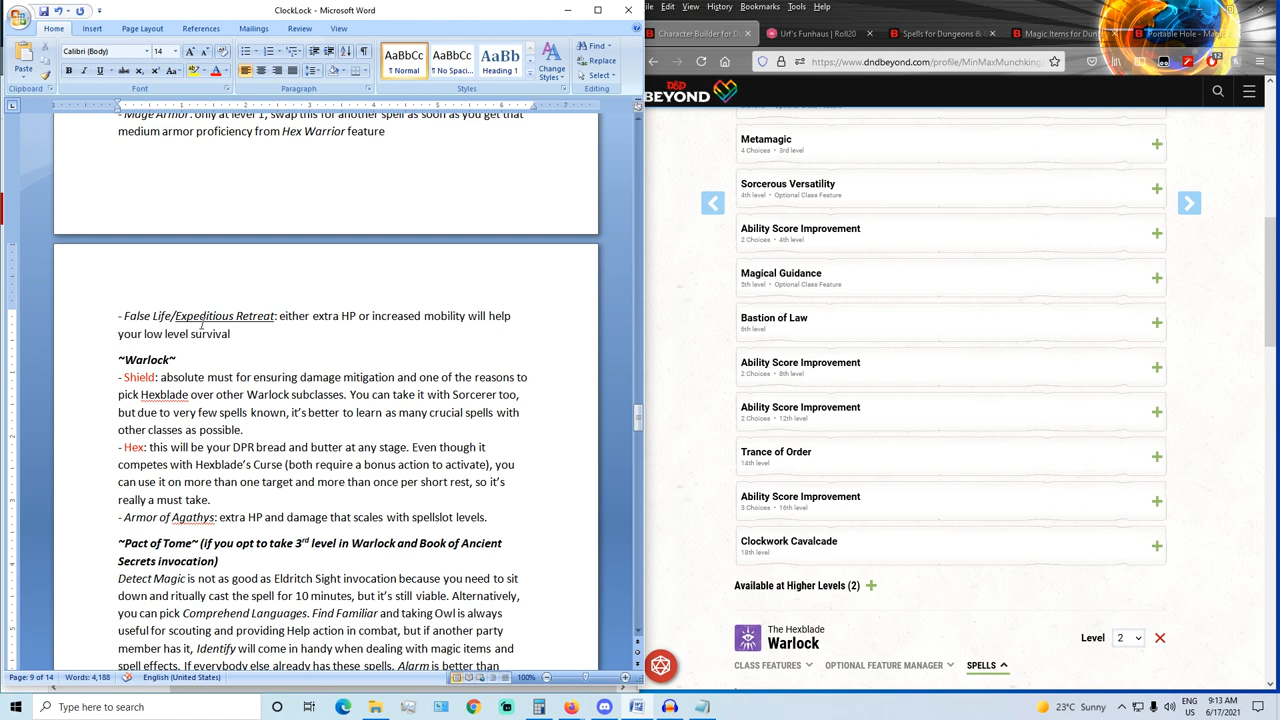 ClockLock - Microsoft Word
Home Insert Page Layout References Mailings Review View
Calibri (Body) 14
Paste
AaBbCc AaBbCc AaBbC
¶ Normal ¶ No Spaci... Heading 1
Change Styles
Find
Replace
Select
Clipboard Font Paragraph Styles Editing
- Mage Armor: only at level 1, swap this for another spell as soon as you get that
medium armor proficiency from Hex Warrior feature
- False Life/Expeditious Retreat: either extra HP or increased mobility will help
your low level survival
~Warlock~
- Shield: absolute must for ensuring damage mitigation and one of the reasons to
pick Hexblade over other Warlock subclasses. You can take it with Sorcerer too,
but due to very few spells known, it's better to learn as many crucial spells with
other classes as possible.
- Hex: this will be your DPR bread and butter at any stage. Even though it
competes with Hexblade's Curse (both require a bonus action to activate), you
can use it on more than one target and more than once per short rest, so it's
really a must take.
- Armor of Agathys: extra HP and damage that scales with spellslot levels.
~Pact of Tome~ (if you opt to take 3rd level in Warlock and Book of Ancient
Secrets invocation)
Detect Magic is not as good as Eldritch Sight invocation because you need to sit
down and ritually cast the spell for 10 minutes, but it's still viable. Alternatively,
you can pick Comprehend Languages. Find Familiar and taking Owl is always
useful for scouting and providing Help action in combat, but if another party
member has it, Identify will come in handy when dealing with magic items and
spell effects. If everybody else already has these spells, Alarm is better than
Page: 9 of 14 Words: 4,188 English (United States) 100%
File Edit View History Bookmarks Tools Help
Character Builder for D Urf's Funhaus | Roll20 Spells for Dungeons & D Magic Items for Dun Portable Hole - Magic
https://www.dndbeyond.com/profile/MinMaxMunchking
D&D
BEYOND
Metamagic
4 Choices • 3rd level
Sorcerous Versatility
4th level • Optional Class Feature
Ability Score Improvement
2 Choices • 4th level
Magical Guidance
5th level • Optional Class Feature
Bastion of Law
6th level
Ability Score Improvement
2 Choices • 8th level
Ability Score Improvement
2 Choices • 12th level
Trance of Order
14th level
Ability Score Improvement
3 Choices • 16th level
Clockwork Cavalcade
18th level
Available at Higher Levels (2)
The Hexblade
Warlock
Level 2
CLASS FEATURES OPTIONAL FEATURE MANAGER SPELLS
Type here to search
23°C Sunny
ENG
US
9:13 AM
6/17/2021